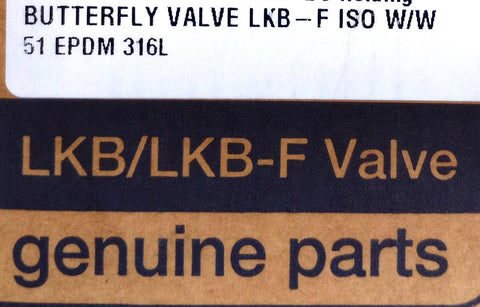 BUTTERFLY VALVE LKB-F ISO W/W
51 EPDM 316L
LKB/LKB-F Valve
genuine parts